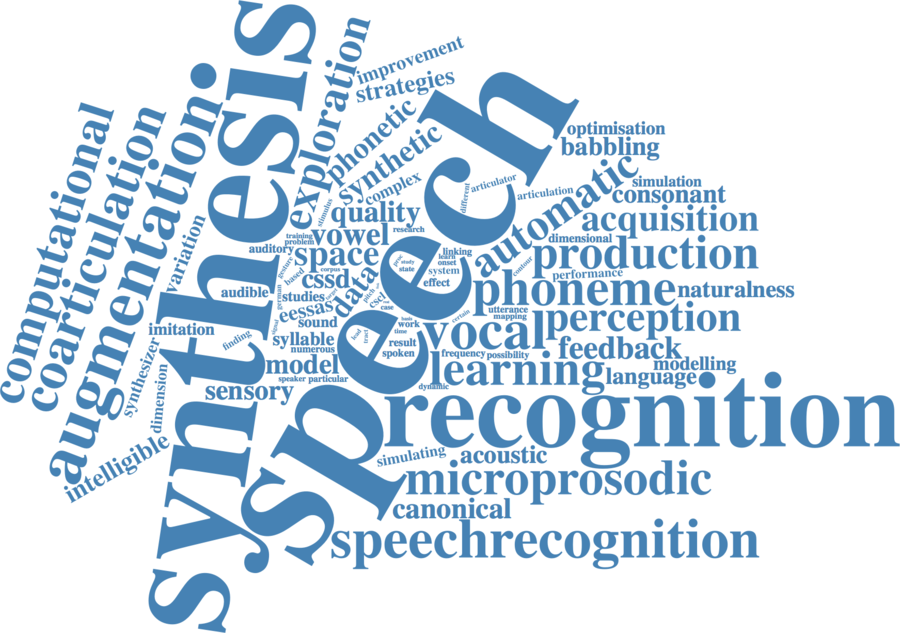 synthesis
speech
recognition
speechrecognition
microprosodic
augmentation
coarticulation
computational
exploration
improvement
strategies
phonetic
synthetic
complex
optimisation
babbling
automatic
simulation
consonant
acquisition
dimensional
production
performance
phoneme
naturalness
utterance
mapping
vocal
perception
frequency
possibility
feedback
modelling
learning
language
dynamic
simulating
acoustic
canonical
articulator
articulation
different
quality
research
vowel
training
problem
auditory
space
stimulus
gesture
based
corpus
cssd
data
audible
studies
eessas
sound
syllable
numerous
model
speaker
particular
sensory
variation
imitation
finding
synthesizer
dimension
intelligible
linking
learn
onset
system
effect
study
state
contour
certain
pitch
case
work
time
result
spoken
lead
tract
german
signal